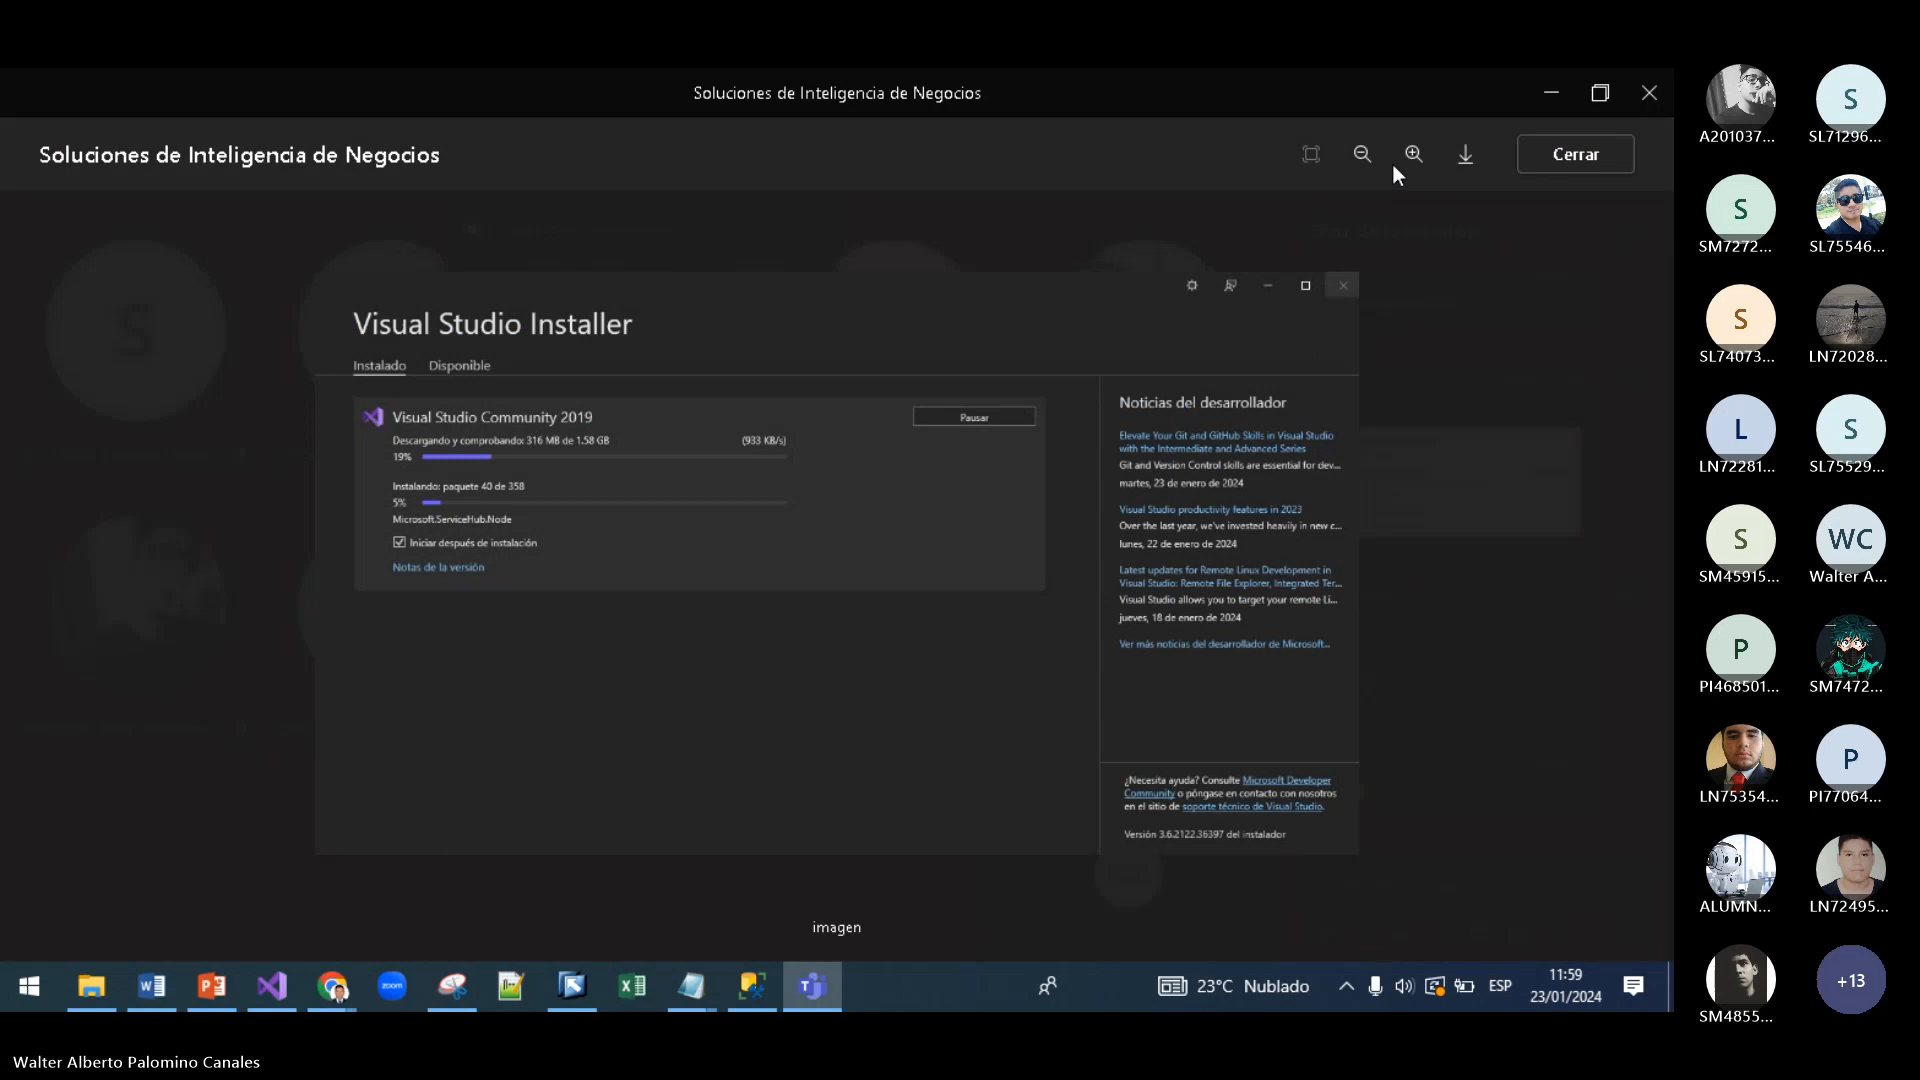 Soluciones de Inteligencia de Negocios
Soluciones de Inteligencia de Negocios
Cerrar
Visual Studio Installer
Instalado
Disponible
Visual Studio Community 2019
Pausar
Descargando y comprobando: 316 MB de 1.58 GB
(933 KB/s)
19%
Instalando: paquete 40 de 358
5%
Microsoft.ServiceHub.Node
Iniciar después de instalación
Notas de la versión
Noticias del desarrollador
Elevate Your Git and GitHub Skills in Visual Studio
with the Intermediate and Advanced Series
Git and Version Control skills are essential for dev...
martes, 23 de enero de 2024
Visual Studio productivity features in 2023
Over the last year, we've invested heavily in new c...
lunes, 22 de enero de 2024
Latest updates for Remote Linux Development in
Visual Studio: Remote File Explorer, Integrated Ter...
Visual Studio allows you to target your remote Li...
jueves, 18 de enero de 2024
Ver más noticias del desarrollador de Microsoft...
¿Necesita ayuda? Consulte Microsoft Developer
Community o póngase en contacto con nosotros
en el sitio de soporte técnico de Visual Studio.
Versión 3.6.2122.36397 del instalador
imagen
zoom
23°C Nublado
ESP
11:59
23/01/2024
Walter Alberto Palomino Canales
S
A201037...
SL71296...
S
SM7272...
SL75546...
S
SL74073...
LN72028...
L
S
LN72281...
SL75529...
S
WC
SM45915...
Walter A...
P
PI468501...
SM7472...
P
LN75354...
PI77064...
ALUMN...
LN72495...
+13
SM4855...